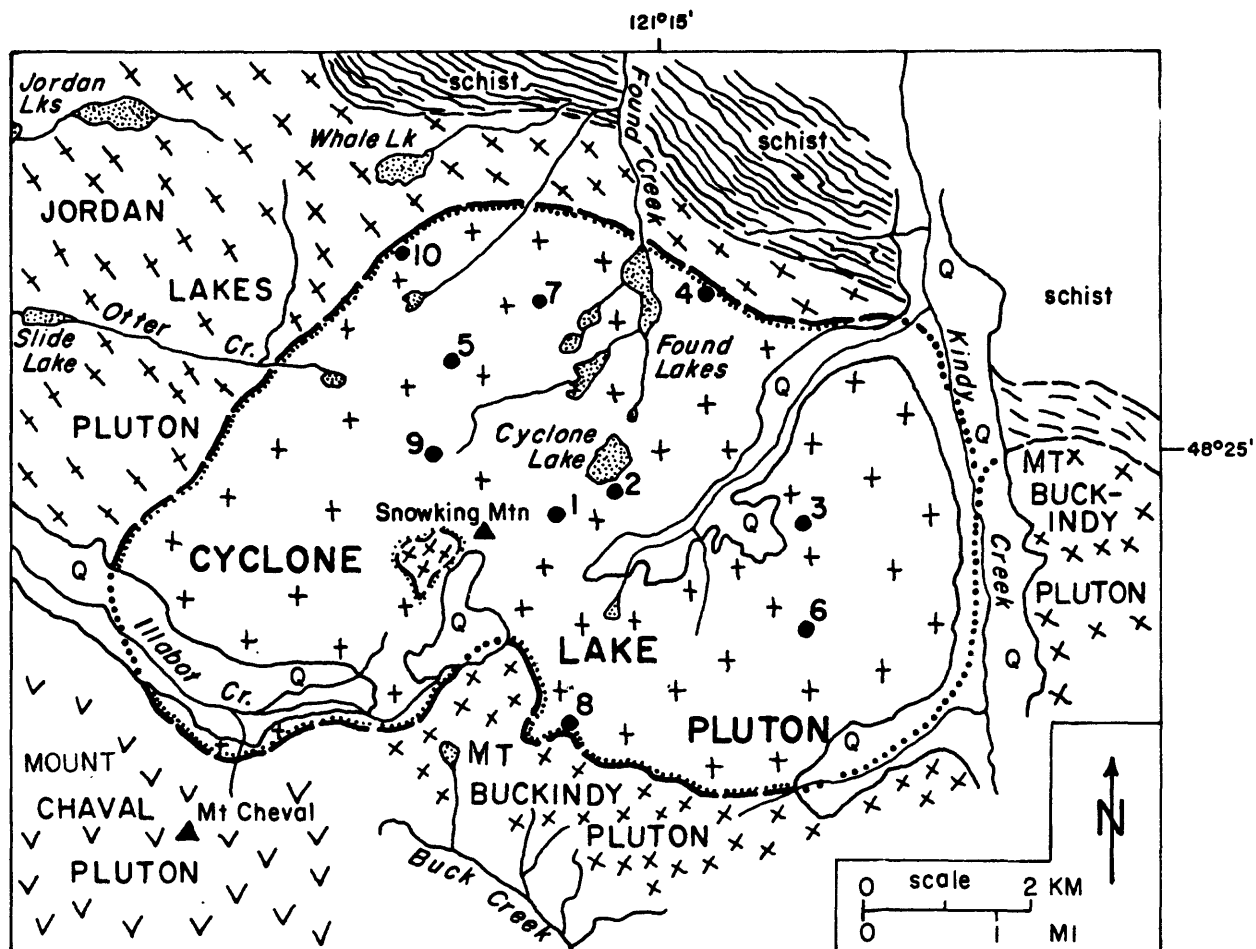 121°15'
Jordan
Lks
schist
Found Creek
Whale Lk
schist
JORDAN
LAKES
10
7
4
Q
schist
Otter
Cr.
Slide
Lake
5
Found
Lakes
Kindy
Creek
PLUTON
9
Cyclone
Lake
Q
Q
48°25'
MT
BUCK-
INDY
PLUTON
2
1
Snowking Mtn
Q
3
CYCLONE
Q
6
Q
Illabot
Cr.
Q
Q
LAKE
Q
8
PLUTON
Q
MOUNT
CHAVAL
Mt Cheval
PLUTON
MT
BUCKINDY
PLUTON
Buck
Creek
N
0 scale 2 KM
0 1 MI